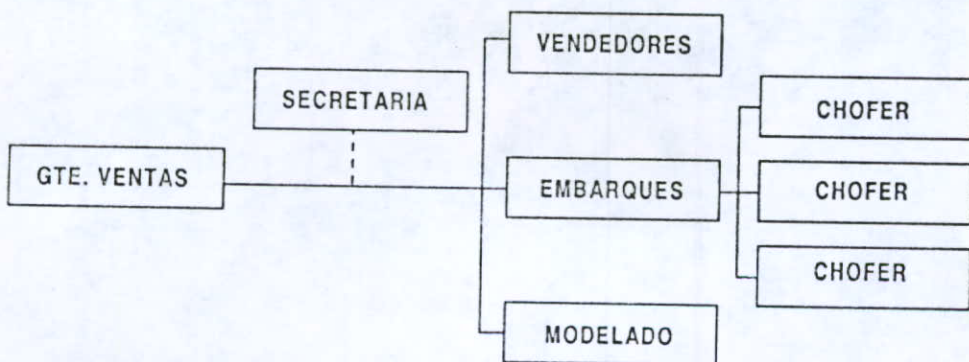 VENDEDORES
SECRETARIA
CHOFER
GTE. VENTAS
EMBARQUES
CHOFER
CHOFER
MODELADO